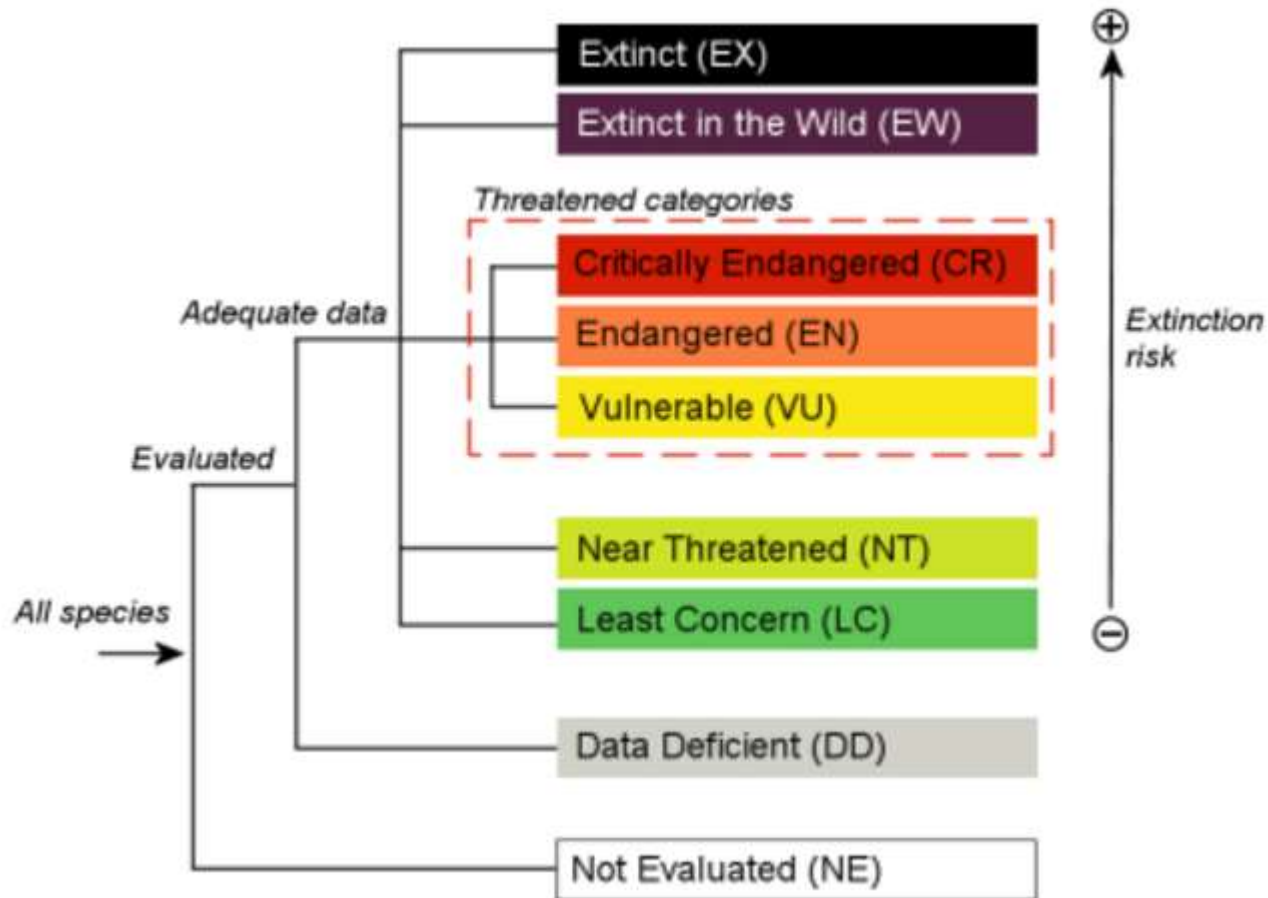 Extinct (EX)
Extinct in the Wild (EW)
Threatened categories
Critically Endangered (CR)
Adequate data
Endangered (EN)
Extinction
risk
Vulnerable (VU)
Evaluated
Near Threatened (NT)
All species
Least Concern (LC)
Data Deficient (DD)
Not Evaluated (NE)